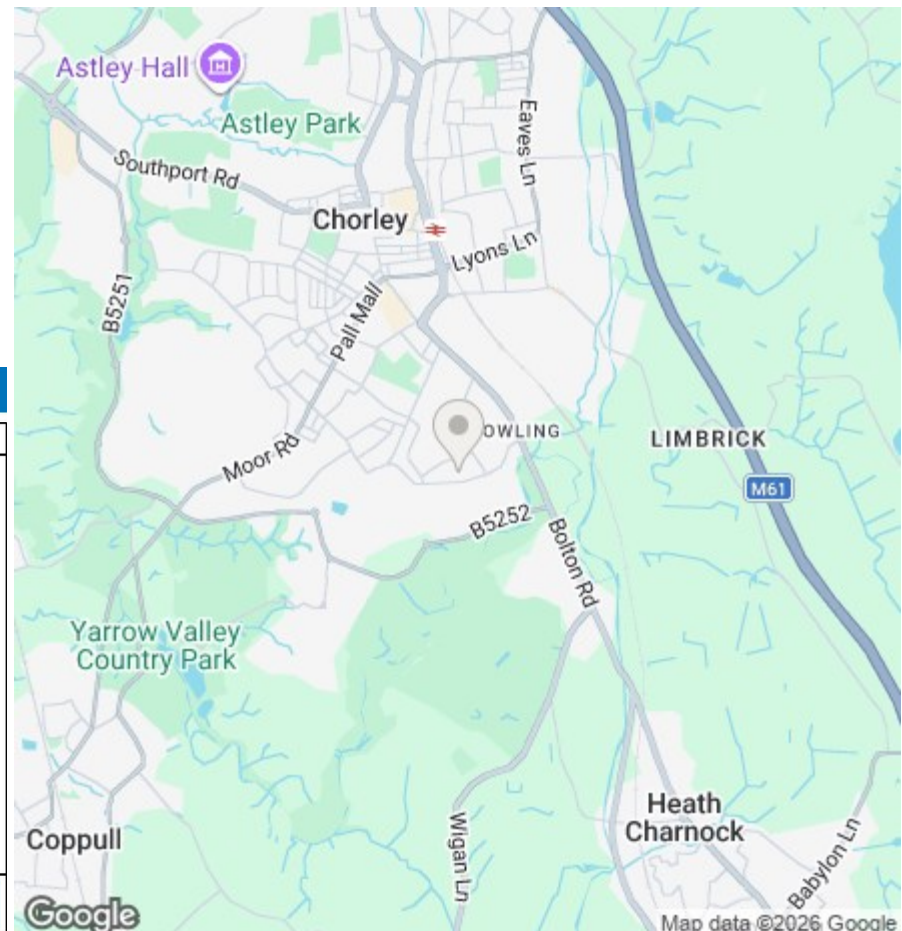 Astley Hall
Astley Park
Southport Rd
Eaves Ln
Chorley
Lyons Ln
B5251
Pall Mall
OWLING
LIMBRICK
Moor Rd
M61
B5252
Bolton Rd
Yarrow Valley
Country Park
Heath
Charnock
Coppull
Wigan Ln
Babylon Ln
Google
Map data ©2026 Google